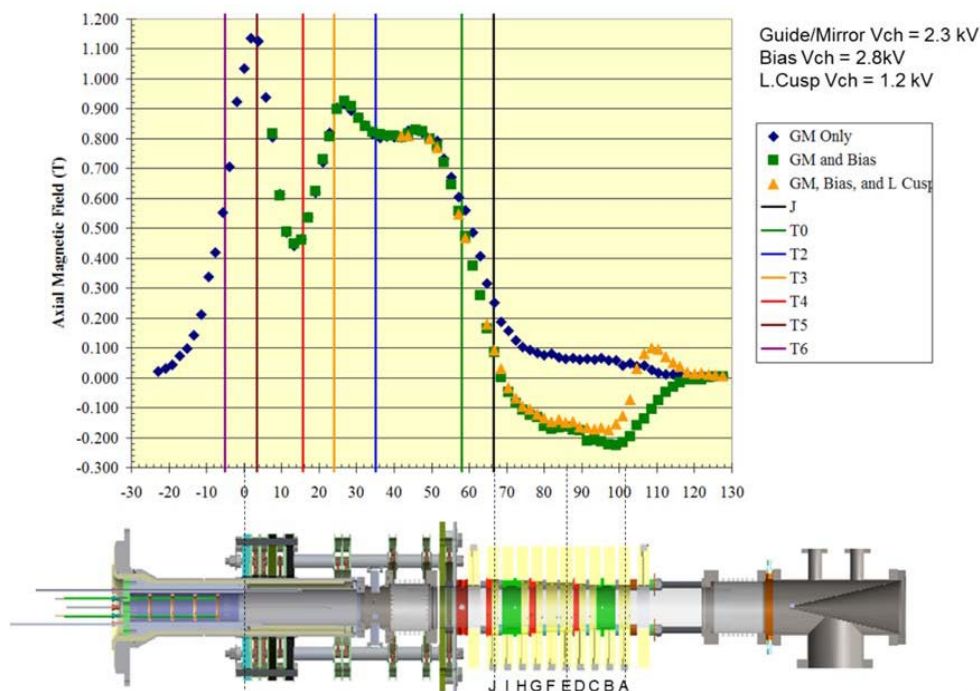 Guide/Mirror Vch = 2.3 kV
Bias Vch = 2.8kV
L.Cusp Vch = 1.2 kV
1.200
1.100
1.000
0.900
0.800
0.700
0.600
0.500
0.400
0.300
0.200
0.100
0.000
-0.100
-0.200
-0.300
Axial Magnetic Field (T)
-30 -20 -10 0 10 20 30 40 50 60 70 80 90 100 110 120 130
GM Only
GM and Bias
GM, Bias, and L Cusp
J
T0
T2
T3
T4
T5
T6
J I H G F E D C B A